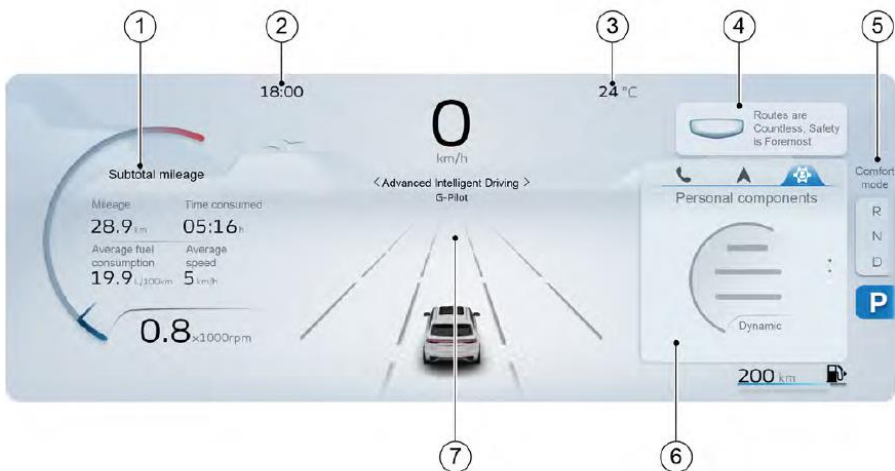 1
2
3
4
5
18:00
24 °C
0
km/h
Routes are
Countless, Safety
is Foremost
Subtotal mileage
<Advanced Intelligent Driving>
G-Pilot
Comfort
mode
Personal components
Mileage
Time consumed
28.9 km
05:16 h
R
N
D
P
Average fuel
consumption
Average
speed
19.9 L/100km
5 km/h
0.8 x1000rpm
Dynamic
200 km
7
6